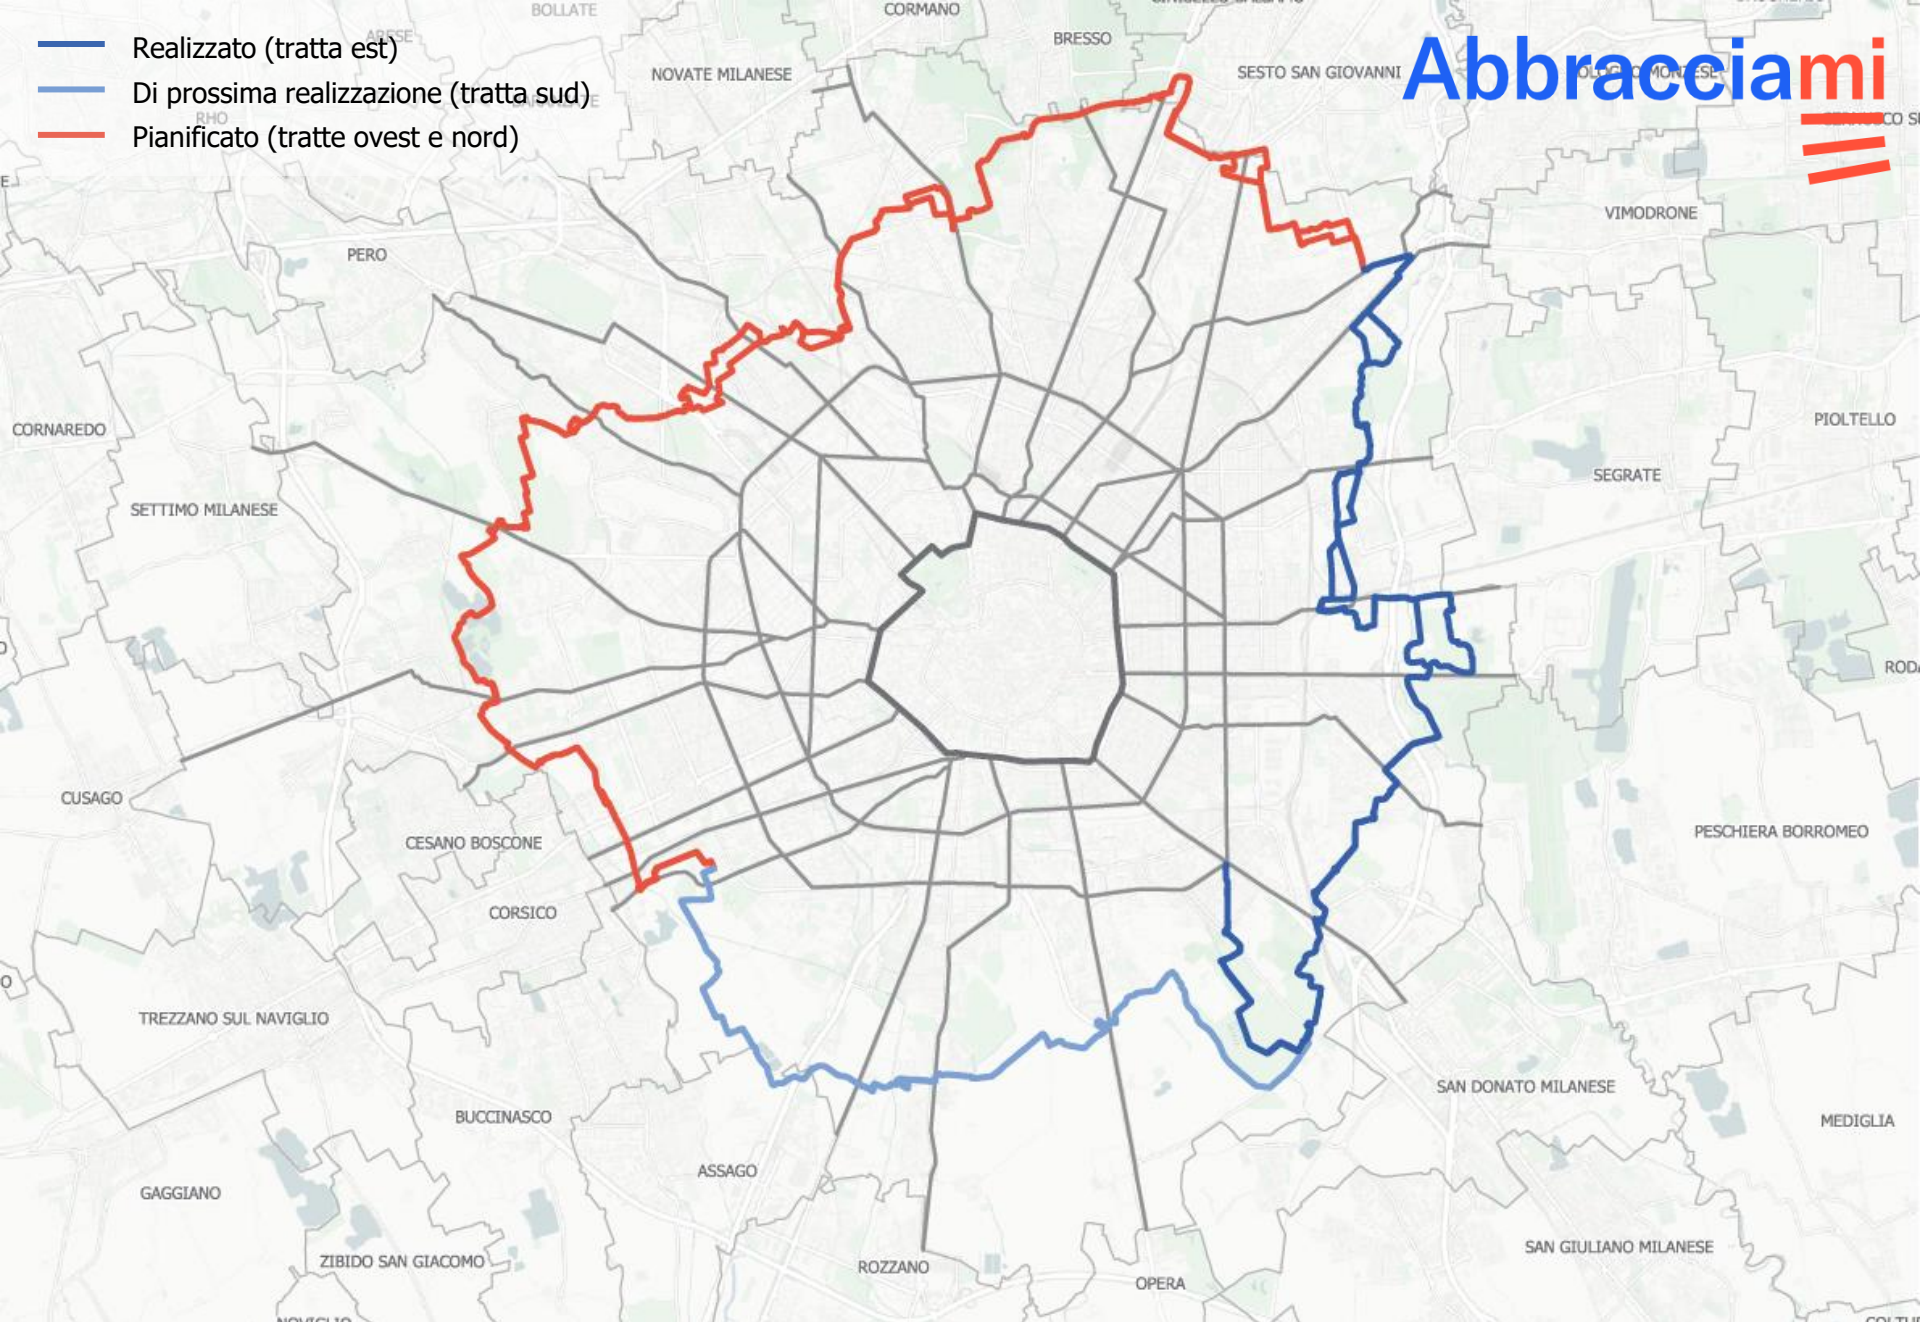 BOLLATE
CORMANO
Realizzato (tratta est)
ARESE
BRESSO
Abbracciami
NOVATE MILANESE
SESTO SAN GIOVANNI
Di prossima realizzazione (tratta sud)
RHO
Pianificato (tratte ovest e nord)
VIMODRONE
PERO
CORNAREDO
PIOLTELLO
SEGRATE
SETTIMO MILANESE
CUSAGO
CESANO BOSCONE
PESCHIERA BORROMEO
CORSICO
TREZZANO SUL NAVIGLIO
SAN DONATO MILANESE
BUCCINASCO
MEDIGLIA
ASSAGO
GAGGIANO
ZIBIDO SAN GIACOMO
ROZZANO
SAN GIULIANO MILANESE
OPERA